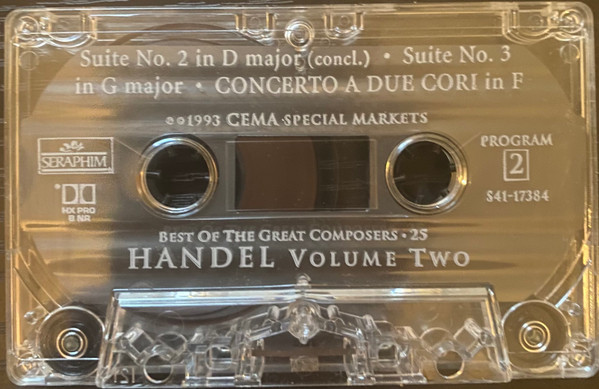 Suite No. 2 in D major (concl.) • Suite No. 3
in G major • CONCERTO A DUE CORI in F
℗©1993 CEMA SPECIAL MARKETS
SERAPHIM
PROGRAM
2
HX PRO
B NR
S41-17384
BEST OF THE GREAT COMPOSERS • 25
HANDEL VOLUME TWO